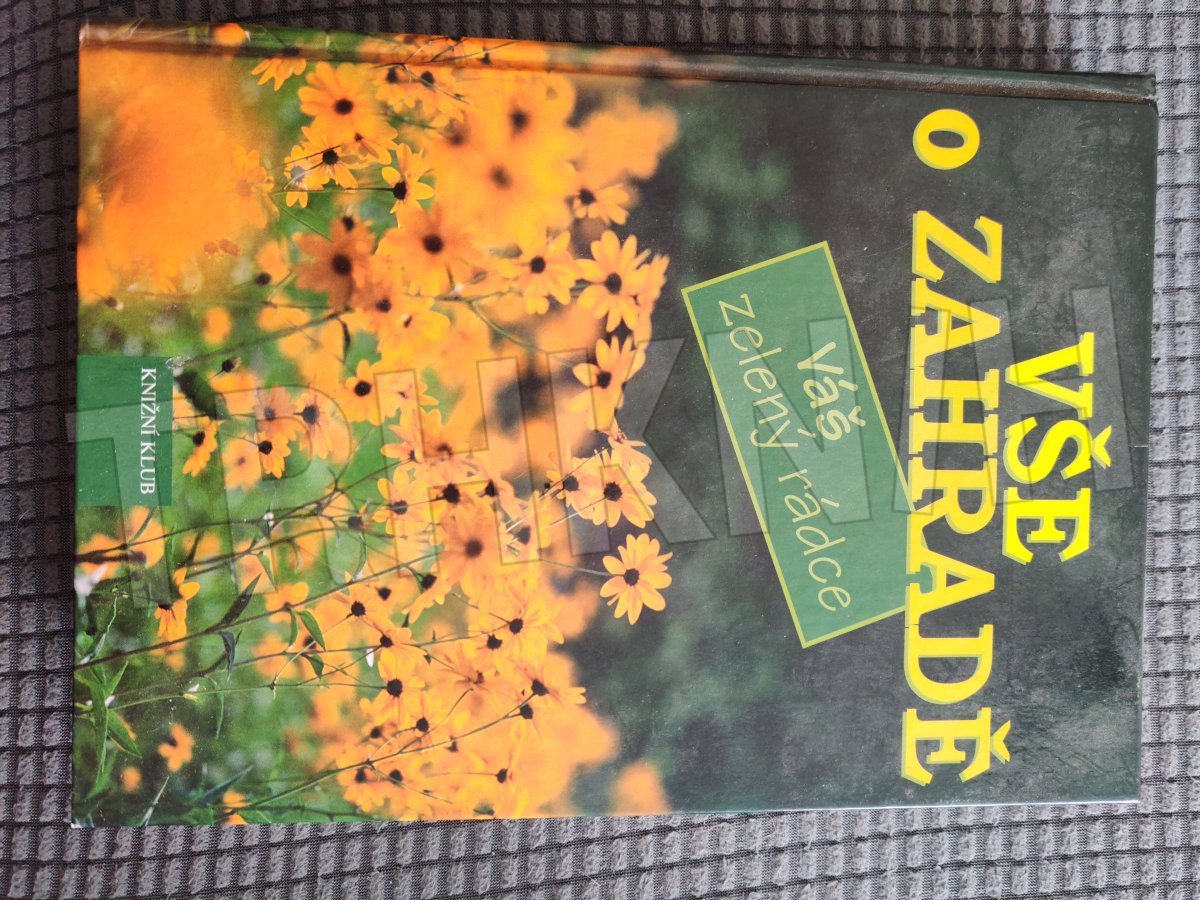 VŠE
o ZAHRADĚ
Váš
zelený rádce
KNIŽNÍ KLUB